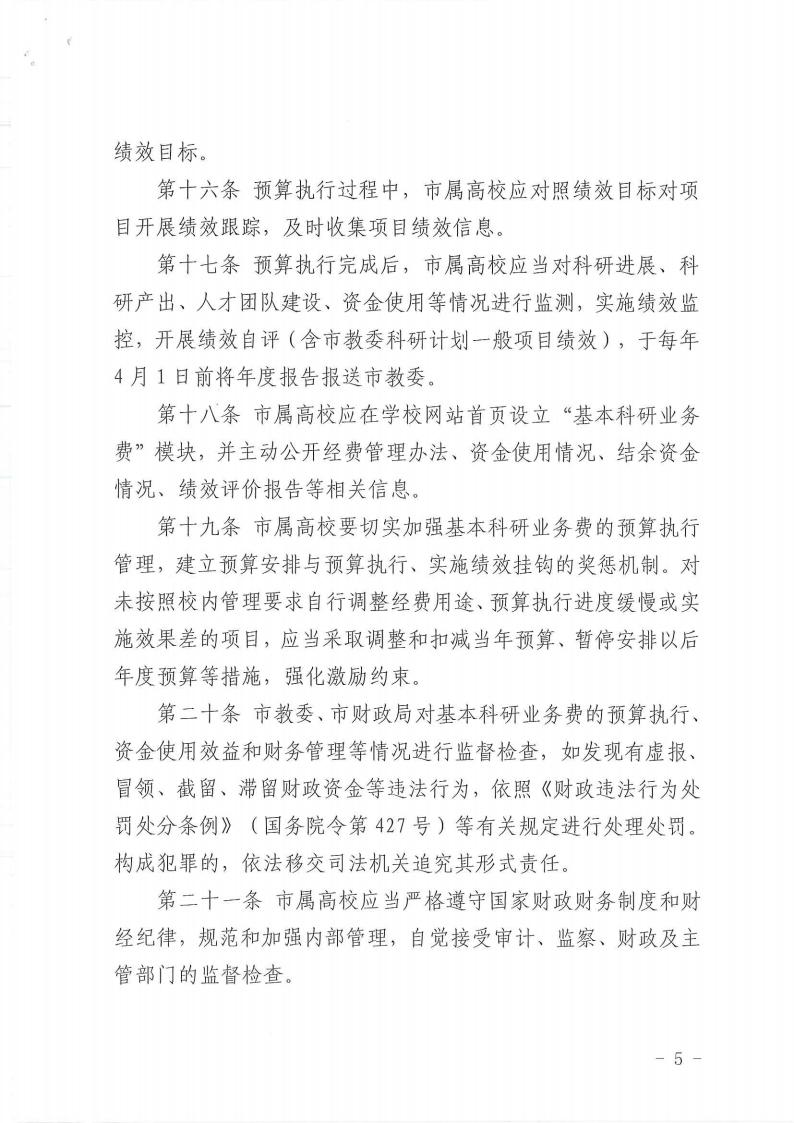 绩效目标。
第十六条 预算执行过程中，市属高校应对照绩效目标对项
目开展绩效跟踪，及时收集项目绩效信息。
第十七条 预算执行完成后，市属高校应当对科研进展、科
研产出、人才团队建设、资金使用等情况进行监测，实施绩效监
控，开展绩效自评（含市教委科研计划一般项目绩效），于每年
4 月 1 日前将年度报告报送市教委。
第十八条 市属高校应在学校网站首页设立“基本科研业务
费”模块，并主动公开经费管理办法、资金使用情况、结余资金
情况、绩效评价报告等相关信息。
第十九条 市属高校要切实加强基本科研业务费的预算执行
管理，建立预算安排与预算执行、实施绩效挂钩的奖惩机制。对
未按照校内管理要求自行调整经费用途、预算执行进度缓慢或实
施效果差的项目，应当采取调整和扣减当年预算、暂停安排以后
年度预算等措施，强化激励约束。
第二十条 市教委、市财政局对基本科研业务费的预算执行、
资金使用效益和财务管理等情况进行监督检查，如发现有虚报、
冒领、截留、滞留财政资金等违法行为，依照《财政违法行为处
罚处分条例》（国务院令第 427 号）等有关规定进行处理处罚。
构成犯罪的，依法移交司法机关追究其形式责任。
第二十一条 市属高校应当严格遵守国家财政财务制度和财
经纪律，规范和加强内部管理，自觉接受审计、监察、财政及主
管部门的监督检查。
- 5 -